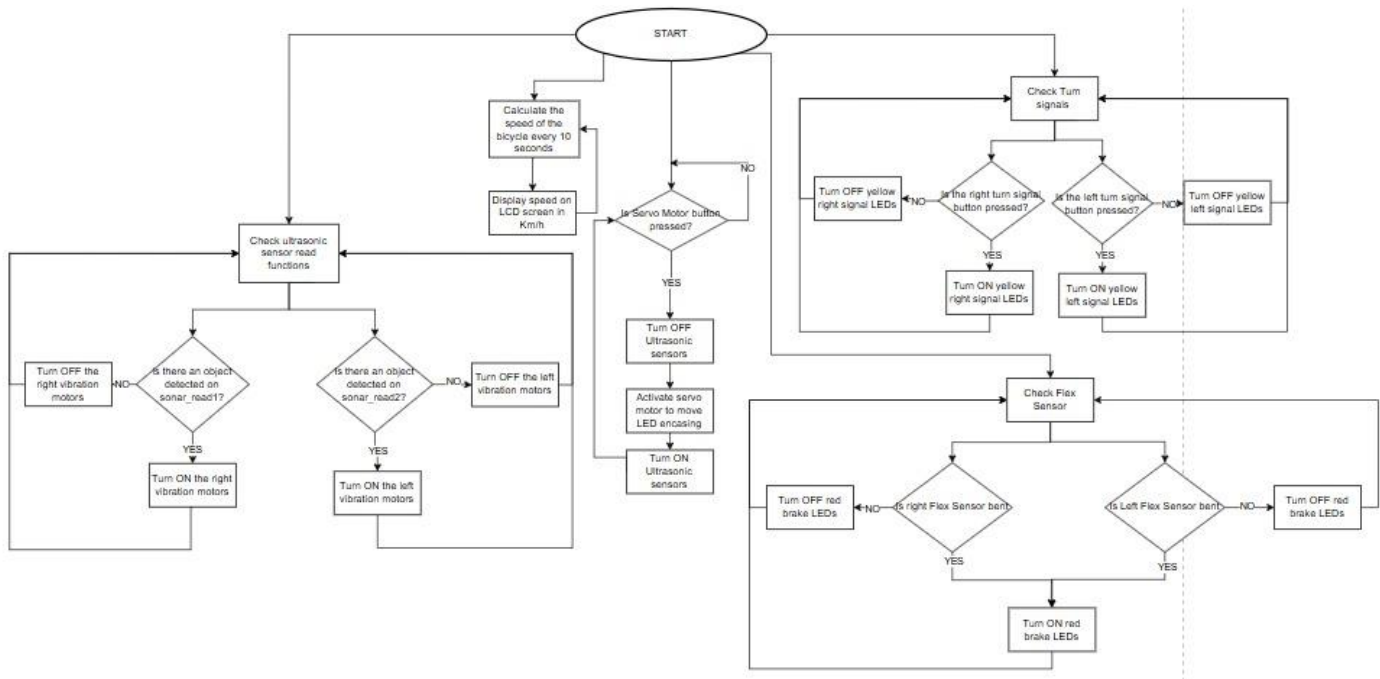 START
Calculate the
speed of the
bicycle every 10
seconds
Display speed on
LCD screen in
Km/h
NO
Is Servo Motor button
pressed?
YES
Turn OFF
Ultrasonic
sensors
Activate servo
motor to move
LED encasing
Turn ON
Ultrasonic
sensors
Check ultrasonic
sensor read
functions
Turn OFF the
right vibration
motors
NO
Is there an object
detected on
sonar_read1?
YES
Turn ON the right
vibration motors
Is there an object
detected on
sonar_read2?
NO
Turn OFF the left
vibration motors
YES
Turn ON the left
vibration motors
Check Turn
signals
Turn OFF yellow
right signal LEDs
NO
Is the right turn signal
button pressed?
YES
Turn ON yellow
right signal LEDs
Is the left turn signal
button pressed?
NO
Turn OFF yellow
left signal LEDs
YES
Turn ON yellow
left signal LEDs
Check Flex
Sensor
Turn OFF red
brake LEDs
NO
Is right Flex Sensor bent
YES
Is Left Flex Sensor bent
NO
Turn OFF red
brake LEDs
YES
Turn ON red
brake LEDs